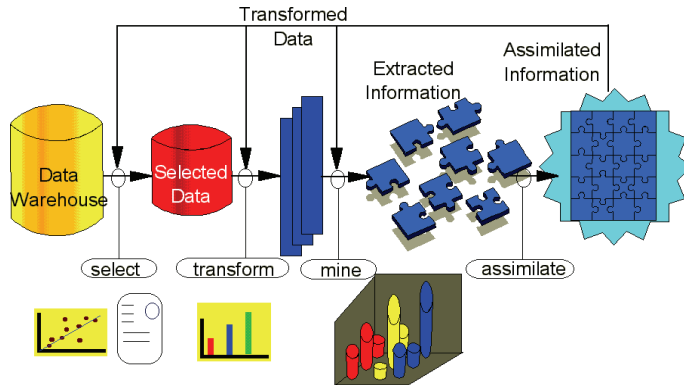 Transformed
Data
Assimilated
Information
Extracted
Information
Data
Warehouse
Selected
Data
select
transform
mine
assimilate